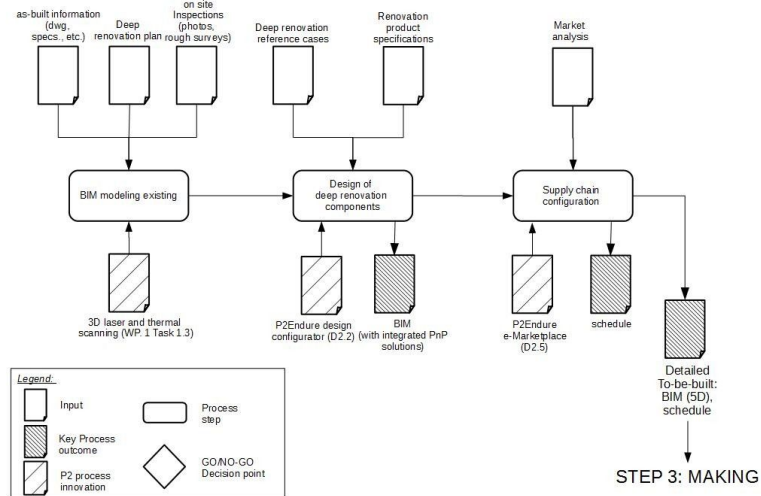 as-built information
(dwg,
specs., etc.)
Deep
renovation plan
on site
Inspections
(photos,
rough surveys)
Deep renovation
reference cases
Renovation
product
specifications
Market
analysis
BIM modeling existing
Design of
deep renovation
components
Supply chain
configuration
3D laser and thermal
scanning (WP. 1 Task 1.3)
P2Endure design
configurator (D2.2)
BIM
(with integrated PnP
solutions)
P2Endure
e-Marketplace
(D2.5)
schedule
Detailed
To-be-built:
BIM (5D),
schedule
STEP 3: MAKING
Legend:
Input
Process
step
Key Process
outcome
GO/NO-GO
Decision point
P2 process
innovation